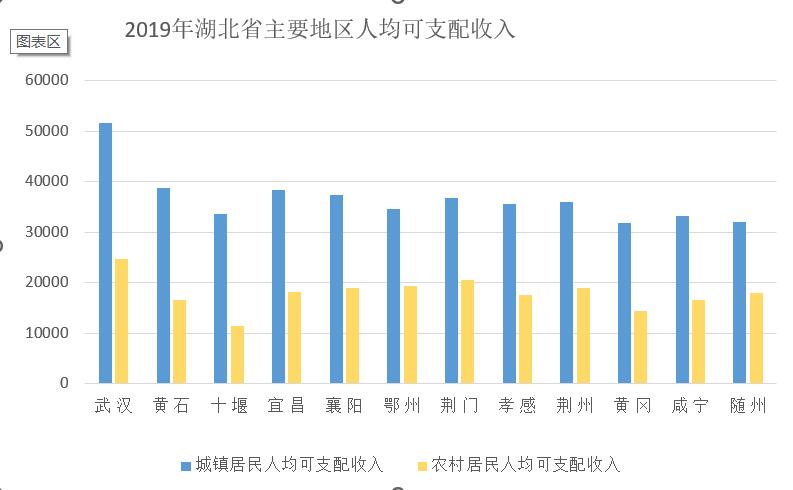 2019年湖北省主要地区人均可支配收入
图表区
60000
50000
40000
30000
20000
10000
0
武汉 黄石 十堰 宜昌 襄阳 鄂州 荆门 孝感 荆州 黄冈 咸宁 随州
城镇居民人均可支配收入 农村居民人均可支配收入